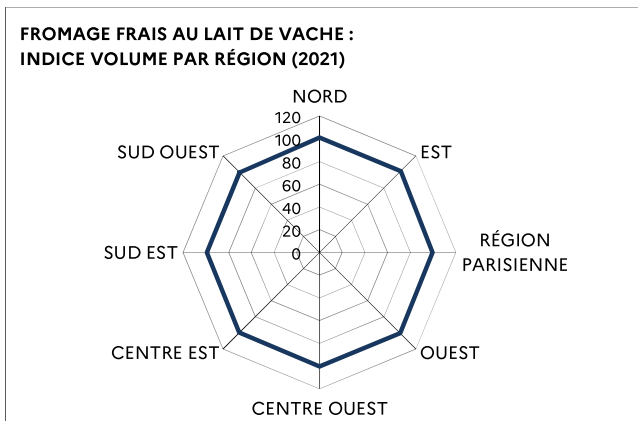 FROMAGE FRAIS AU LAIT DE VACHE :
INDICE VOLUME PAR RÉGION (2021)
NORD
120
100
80
60
40
20
0
EST
RÉGION
PARISIENNE
OUEST
CENTRE OUEST
CENTRE EST
SUD EST
SUD OUEST